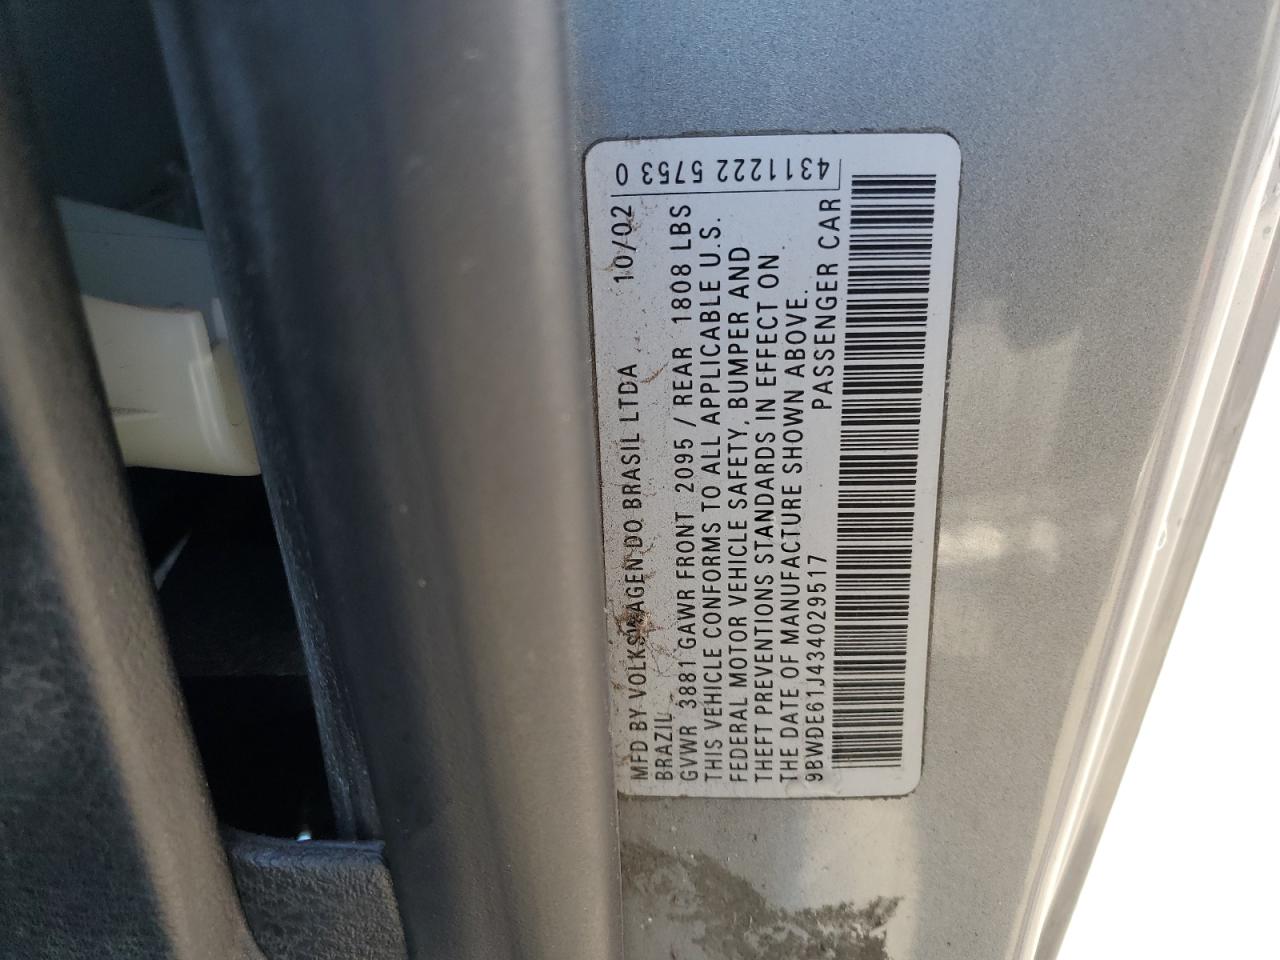 MFD BY VOLKSWAGEN DO BRASIL LTDA 10/02
BRAZIL
GVWR 3881 GAWR FRONT 2095 / REAR 1808 LBS
THIS VEHICLE CONFORMS TO ALL APPLICABLE U.S.
FEDERAL MOTOR VEHICLE SAFETY, BUMPER AND
THEFT PREVENTIONS STANDARDS IN EFFECT ON
THE DATE OF MANUFACTURE SHOWN ABOVE.
9BWDE61J434029517 PASSENGER CAR
4311222 5753 0